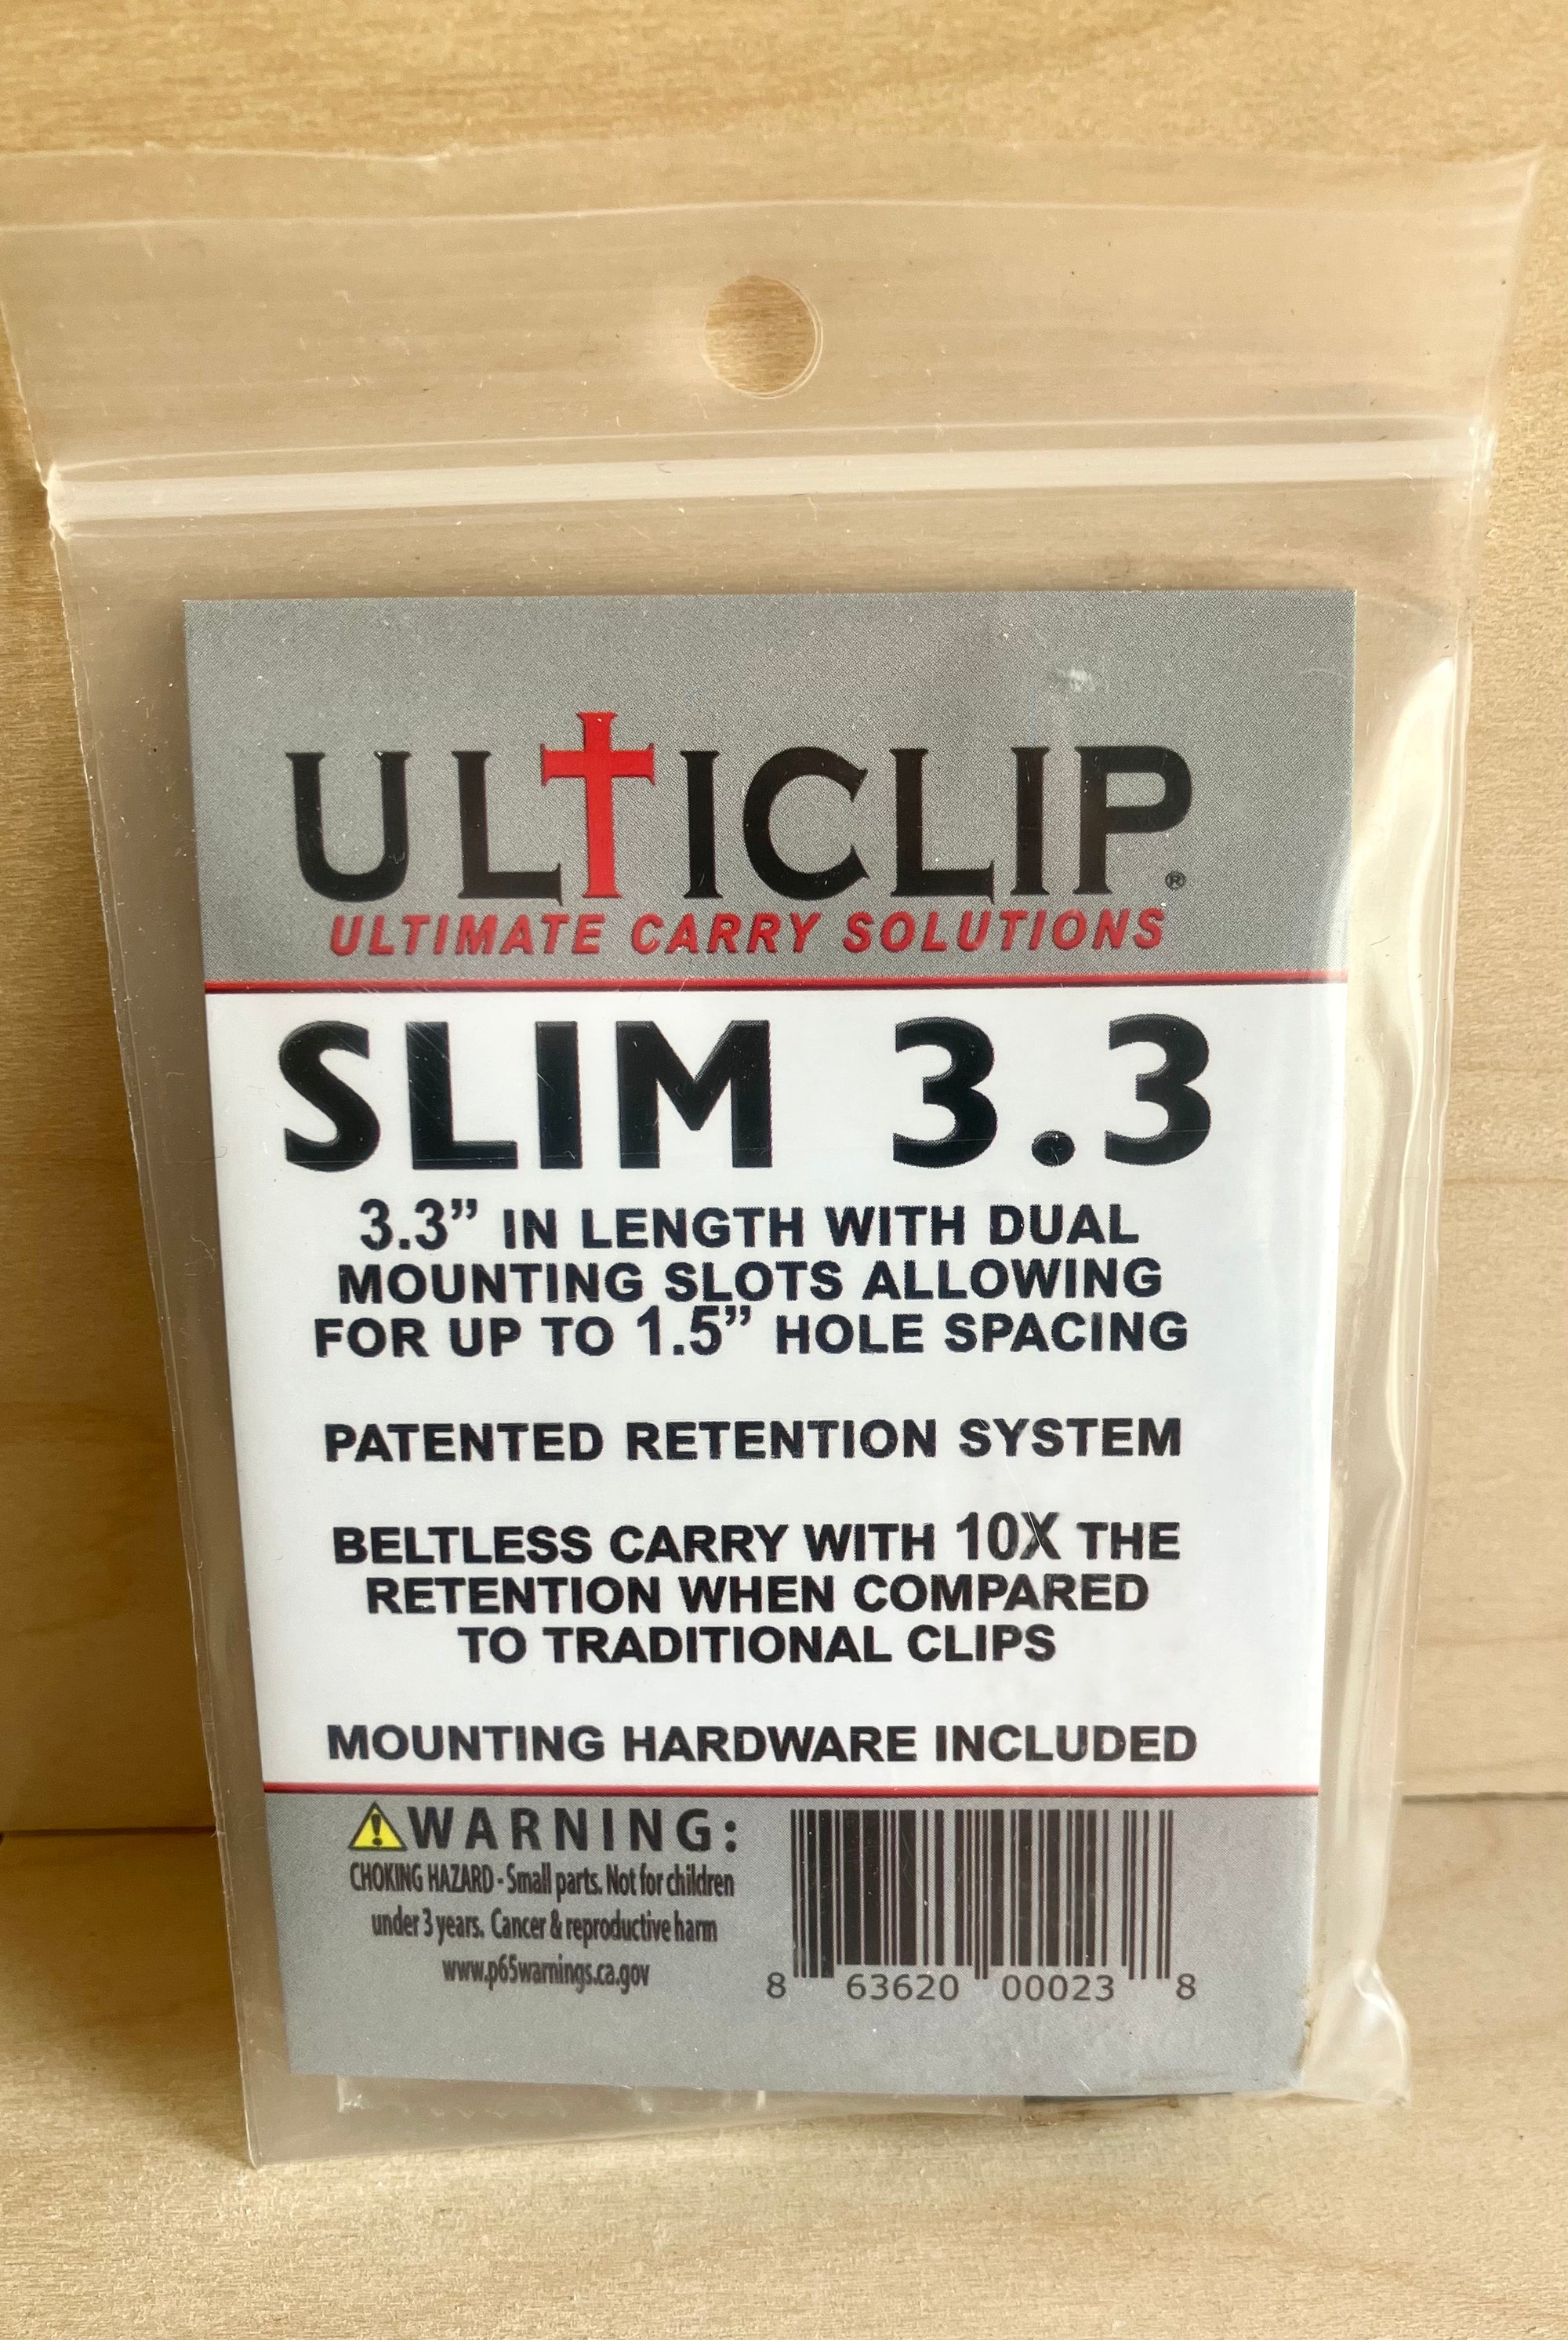 ULTICLIP®
ULTIMATE CARRY SOLUTIONS
SLIM 3.3
3.3” IN LENGTH WITH DUAL
MOUNTING SLOTS ALLOWING
FOR UP TO 1.5” HOLE SPACING
PATENTED RETENTION SYSTEM
BELTLESS CARRY WITH 10X THE
RETENTION WHEN COMPARED
TO TRADITIONAL CLIPS
MOUNTING HARDWARE INCLUDED
WARNING:
CHOKING HAZARD - Small parts. Not for children
under 3 years. Cancer & reproductive harm
www.p65warnings.ca.gov
8 63620 00023 8